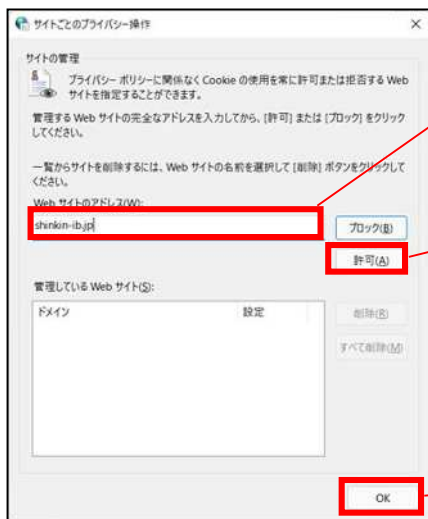 サイトごとのプライバシー操作
サイトの管理
プライバシー ポリシーに関係なく Cookie の使用を常に許可または拒否する Web
サイトを指定することができます。
管理する Web サイトの完全なアドレスを入力してから、[許可] または [ブロック] をクリック
してください。
一覧からサイトを削除するには、Web サイトの名前を選択して [削除] ボタンをクリックして
ください。
Web サイトのアドレス(W):
shinkin-ib.jp
ブロック(B)
許可(A)
管理している Web サイト(S):
ドメイン 設定
削除(R)
すべて削除(M)
OK